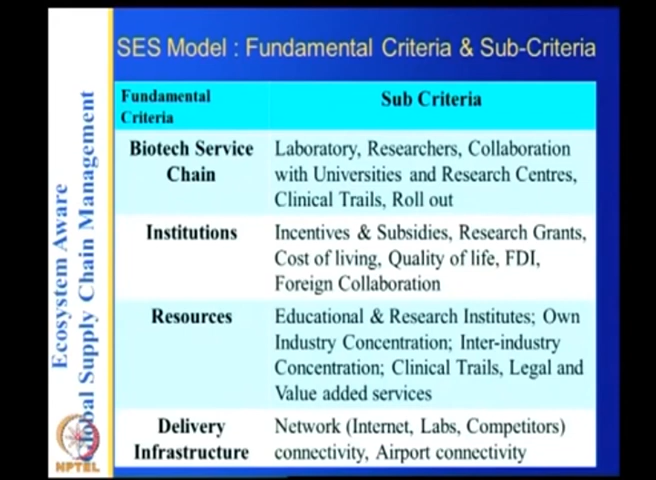 SES Model : Fundamental Criteria & Sub-Criteria
Fundamental
Criteria
Sub Criteria
Biotech Service
Chain
Laboratory, Researchers, Collaboration
with Universities and Research Centres,
Clinical Trails, Roll out
Institutions
Incentives & Subsidies, Research Grants,
Cost of living, Quality of life, FDI,
Foreign Collaboration
Resources
Educational & Research Institutes; Own
Industry Concentration; Inter-industry
Concentration; Clinical Trails, Legal and
Value added services
Delivery
Infrastructure
Network (Internet, Labs, Competitors)
connectivity, Airport connectivity
Ecosystem Aware
Global Supply Chain Management
NPTEL